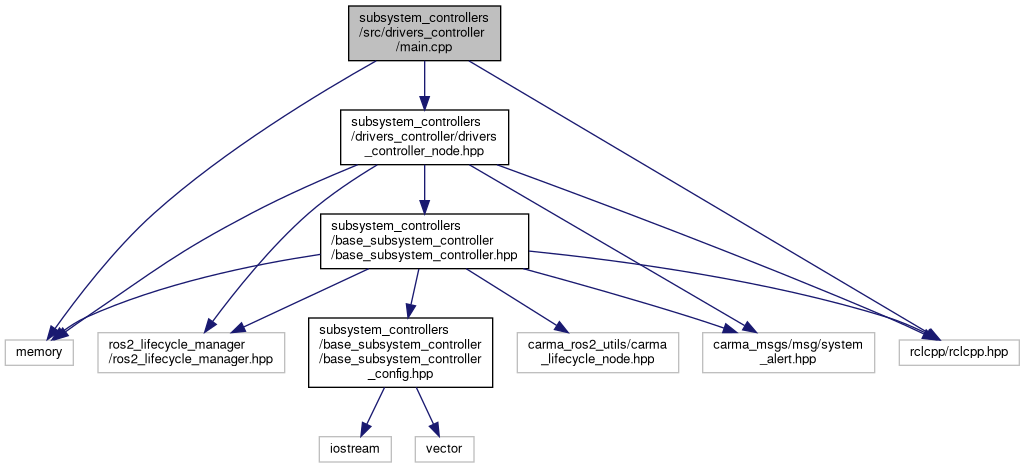 subsystem_controllers
/src/drivers_controller
/main.cpp
subsystem_controllers
/drivers_controller/drivers
_controller_node.hpp
subsystem_controllers
/base_subsystem_controller
/base_subsystem_controller.hpp
memory
ros2_lifecycle_manager
/ros2_lifecycle_manager.hpp
subsystem_controllers
/base_subsystem_controller
/base_subsystem_controller
_config.hpp
carma_ros2_utils/carma
_lifecycle_node.hpp
carma_msgs/msg/system
_alert.hpp
rclcpp/rclcpp.hpp
iostream
vector